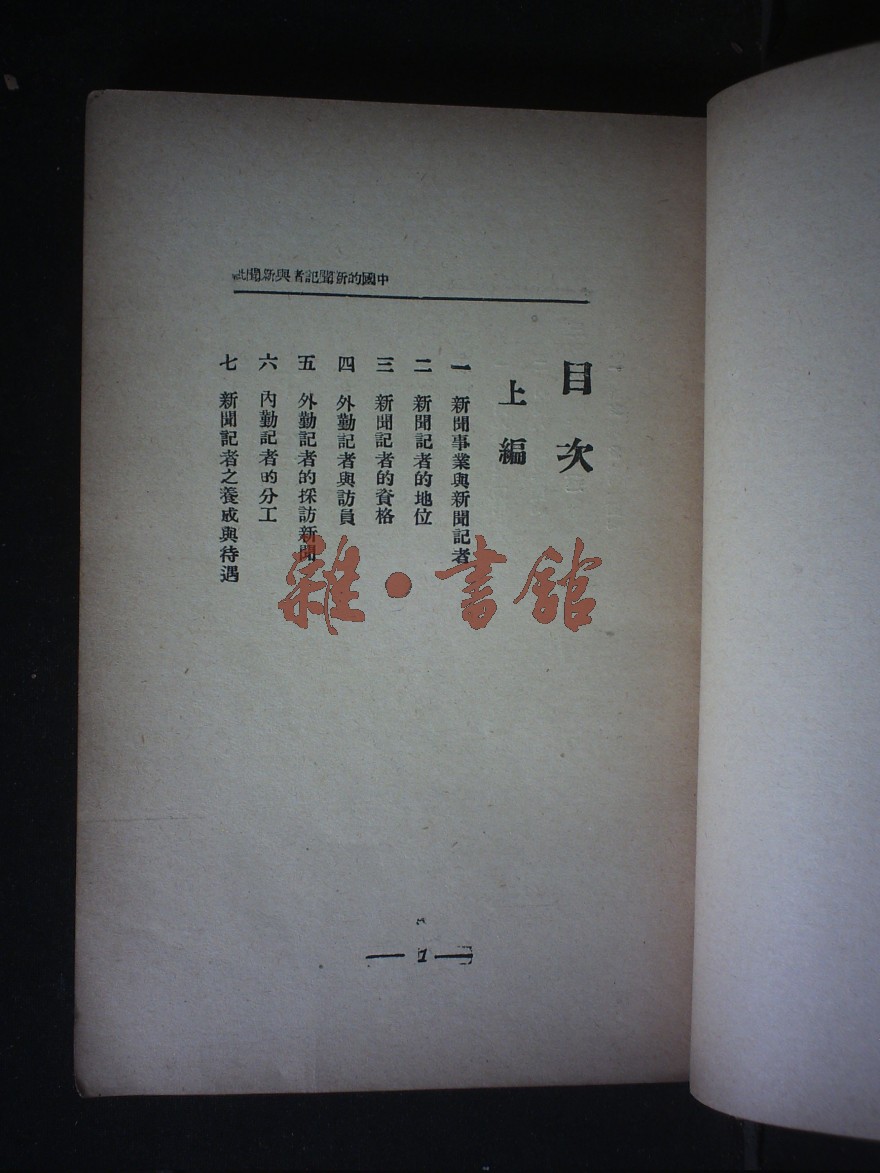 中國的新聞記者與新聞紙
目次
上編
一 新聞事業與新聞記者
二 新聞記者的地位
三 新聞記者的資格
四 外勤記者與訪員
五 外勤記者的採訪新聞
六 內勤記者的分工
七 新聞記者之養成與待遇
1
雜·書館